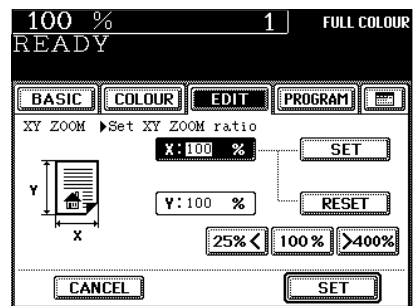 100 % 1 FULL COLOUR
READY
BASIC COLOUR EDIT PROGRAM
XY ZOOM ▶Set XY ZOOM ratio
X:100 % SET
Y
Y:100 % RESET
X
25%< 100% >400%
CANCEL SET